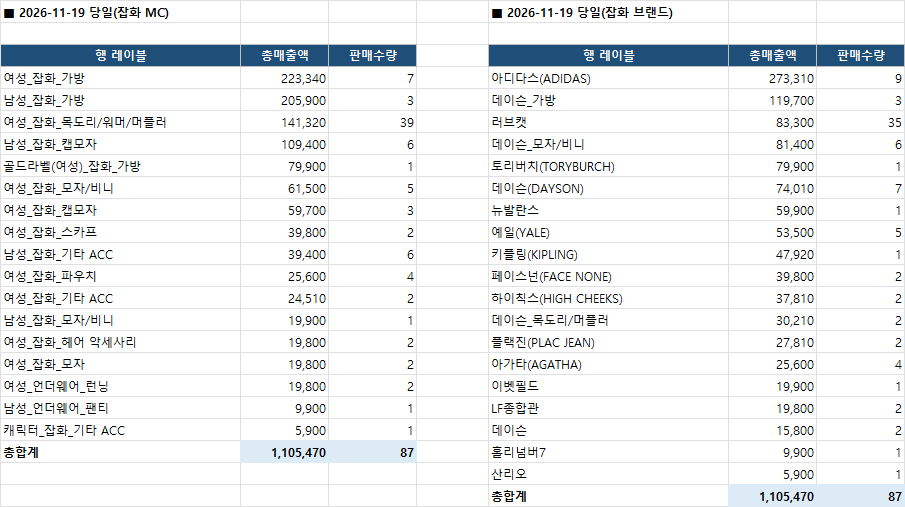 ■ 2026-11-19 당일(잡화 MC)
행 레이블 총매출액 판매수량
여성_잡화_가방 223,340 7
남성_잡화_가방 205,900 3
여성_잡화_목도리/워머/머플러 141,320 39
남성_잡화_캡모자 109,400 6
골드라벨(여성)_잡화_가방 79,900 1
여성_잡화_모자/비니 61,500 5
여성_잡화_캡모자 59,700 3
여성_잡화_스카프 39,800 2
남성_잡화_기타 ACC 39,400 6
여성_잡화_파우치 25,600 4
여성_잡화_기타 ACC 24,510 2
남성_잡화_모자/비니 19,900 1
여성_잡화_헤어 악세사리 19,800 2
여성_잡화_모자 19,800 2
여성_언더웨어_런닝 19,800 2
남성_언더웨어_팬티 9,900 1
캐릭터_잡화_기타 ACC 5,900 1
총합계 1,105,470 87
■ 2026-11-19 당일(잡화 브랜드)
행 레이블 총매출액 판매수량
아디다스(ADIDAS) 273,310 9
데이슨_가방 119,700 3
러브캣 83,300 35
데이슨_모자/비니 81,400 6
토리버치(TORYBURCH) 79,900 1
데이슨(DAYSON) 74,010 7
뉴발란스 59,900 1
예일(YALE) 53,500 5
키플링(KIPLING) 47,920 1
페이스넌(FACE NONE) 39,800 2
하이칙스(HIGH CHEEKS) 37,810 2
데이슨_목도리/머플러 30,210 2
플랙진(PLAC JEAN) 27,810 2
아가타(AGATHA) 25,600 4
이벳필드 19,900 1
LF종합관 19,800 2
데이슨 15,800 2
홀리넘버7 9,900 1
산리오 5,900 1
총합계 1,105,470 87